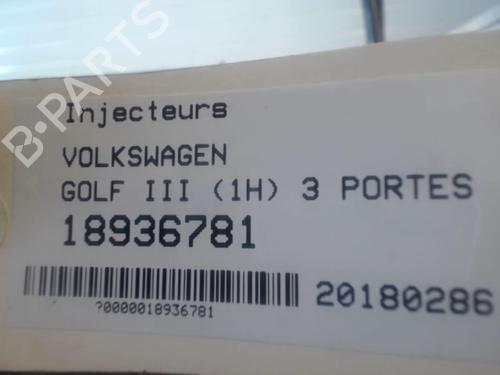 B-PARTS
Injecteurs
VOLKSWAGEN
GOLF III (1H) 3 PORTES
18936781
20180286
?0000018936781